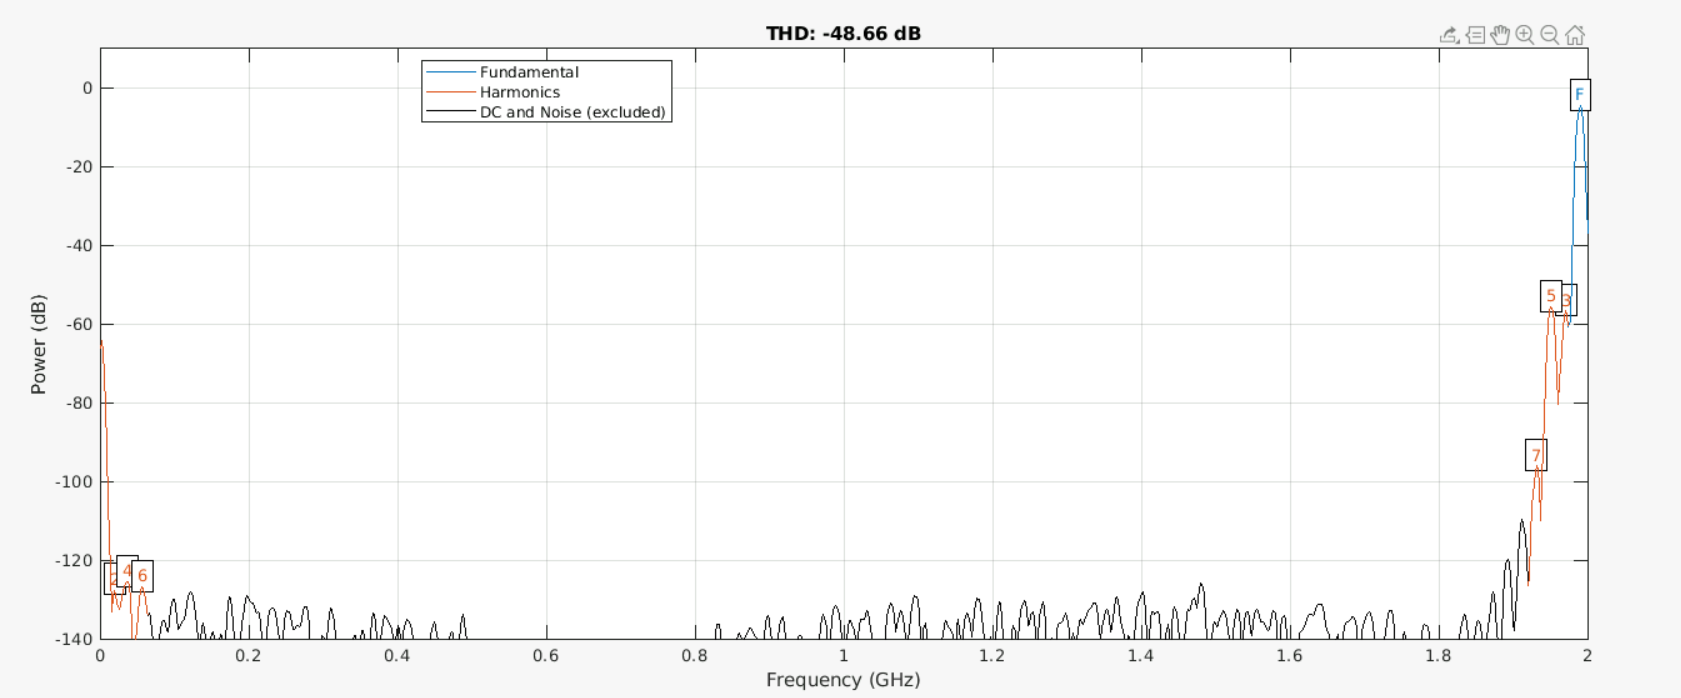 THD: -48.66 dB
Fundamental
Harmonics
DC and Noise (excluded)
F
5
3
7
2
4
6
0
-20
-40
-60
-80
-100
-120
-140
Power (dB)
0 0.2 0.4 0.6 0.8 1 1.2 1.4 1.6 1.8 2
Frequency (GHz)